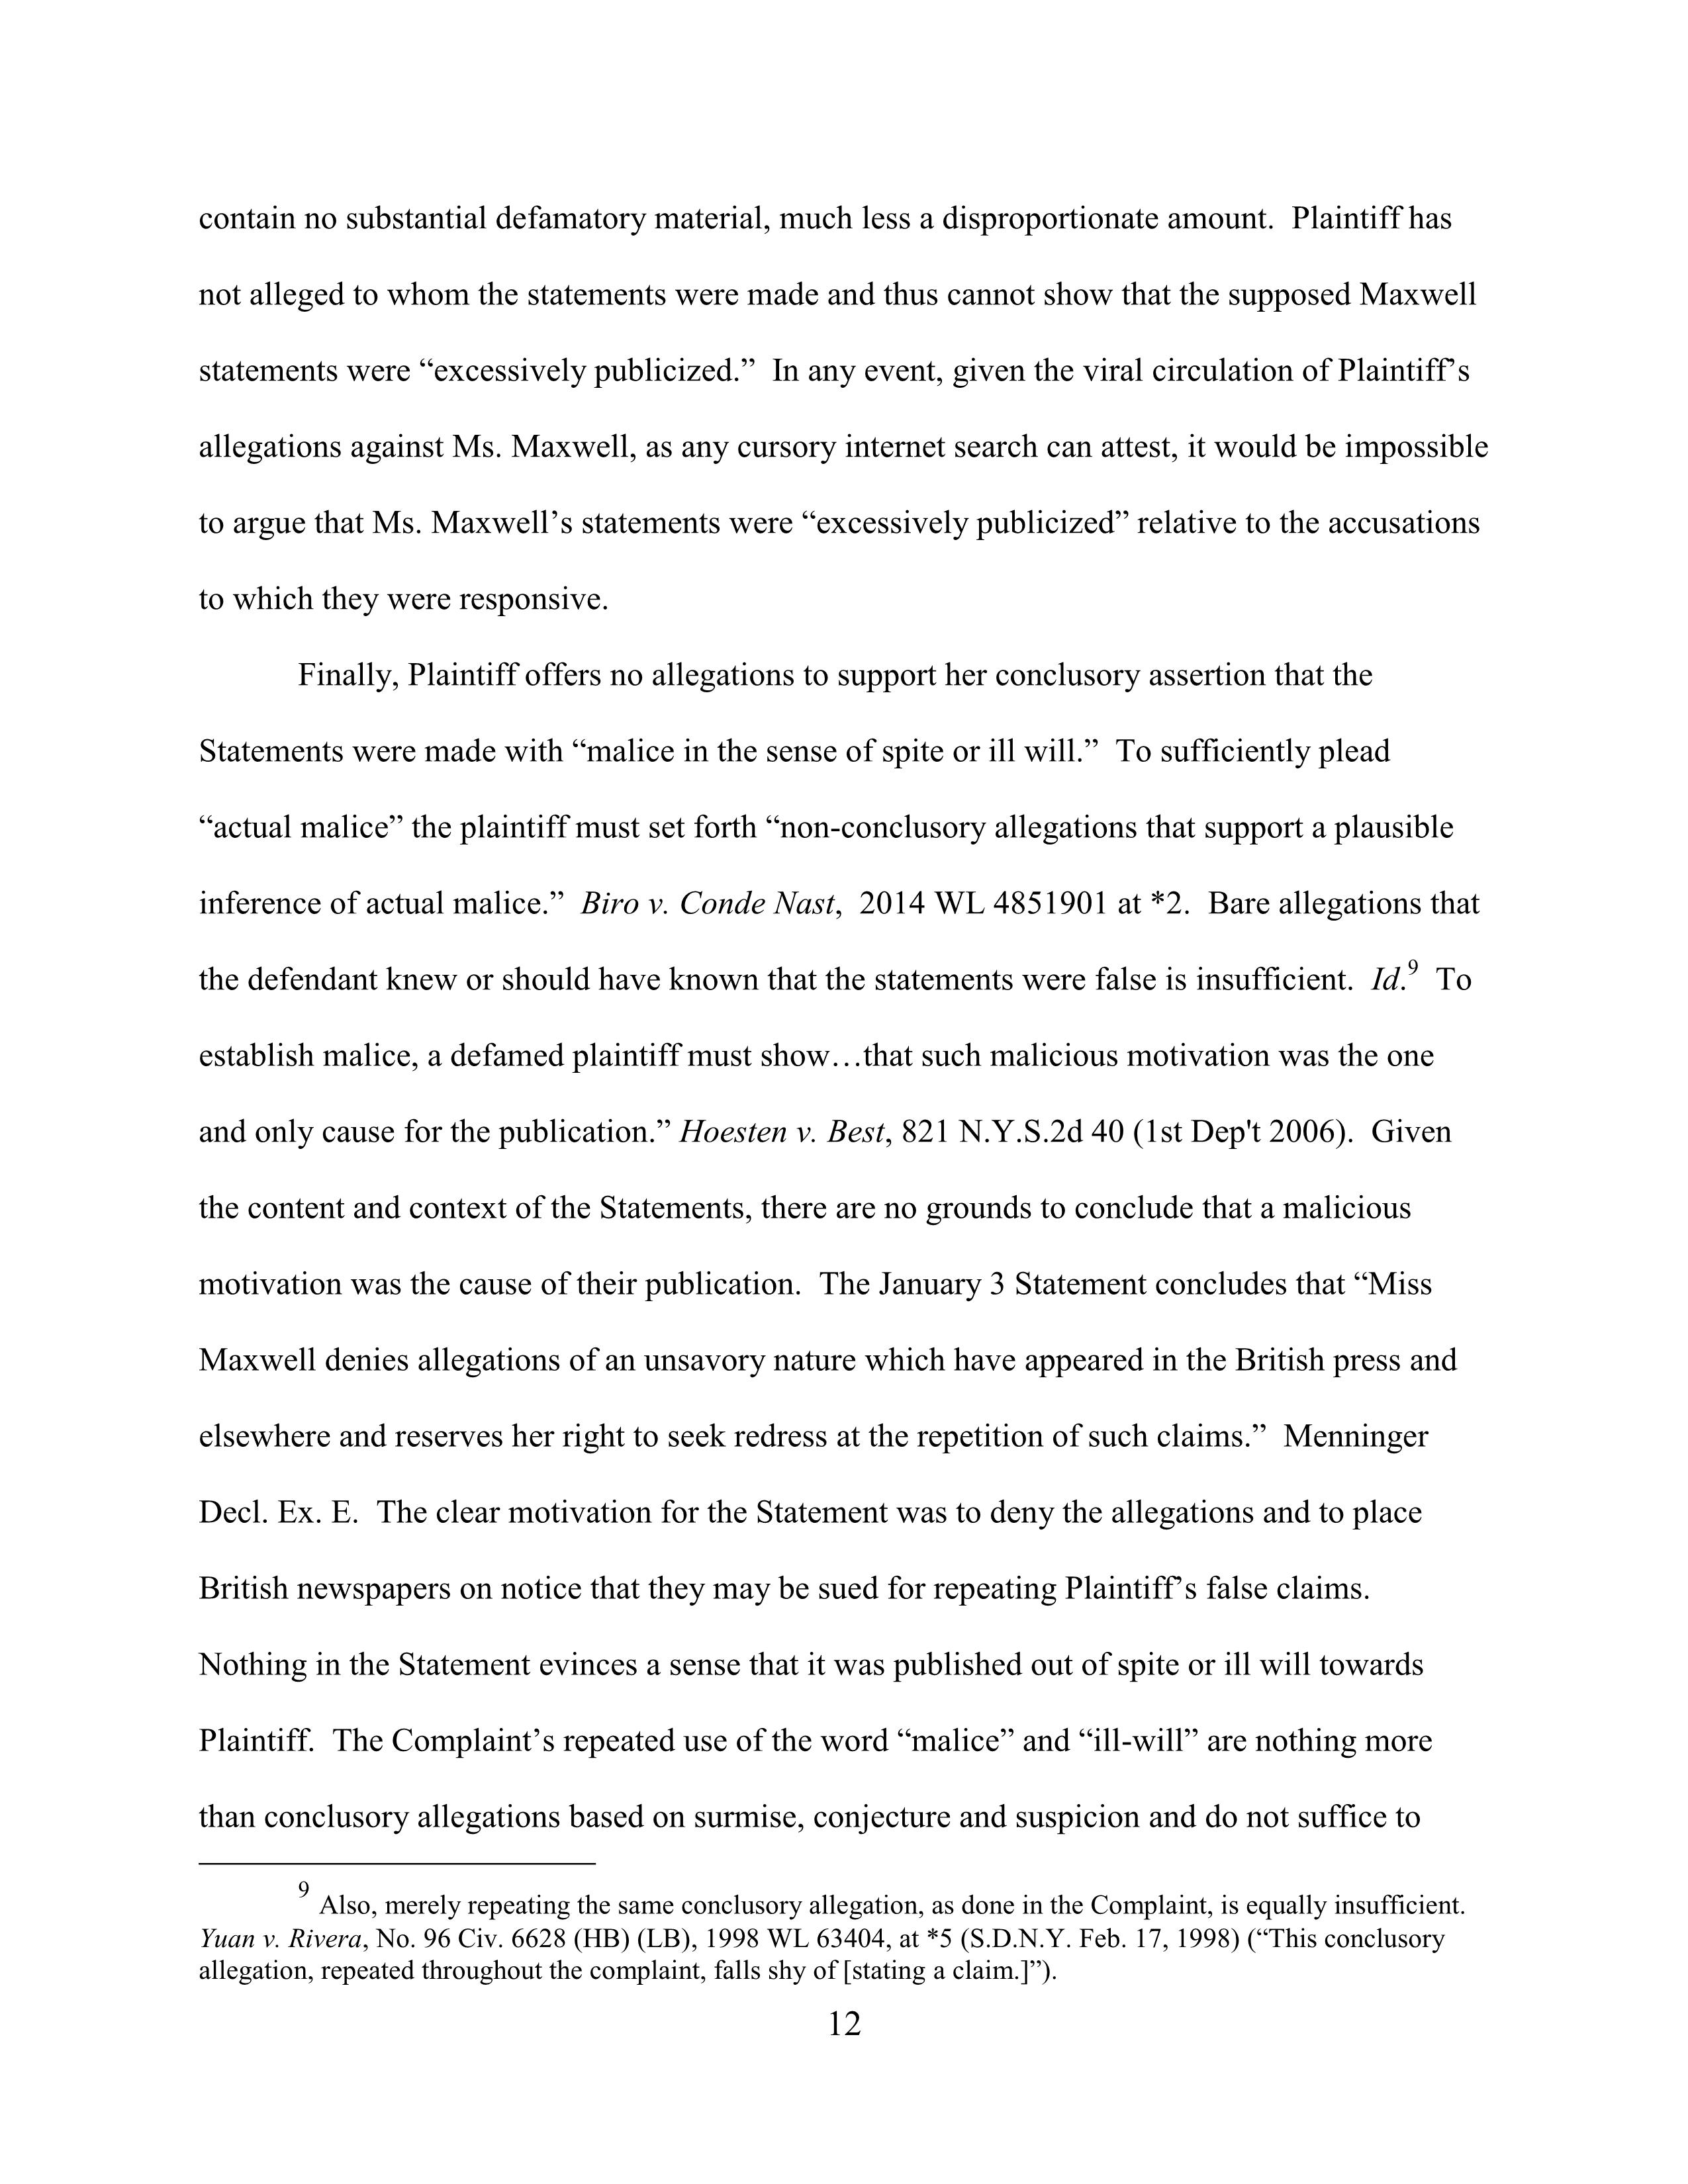 contain no substantial defamatory material, much less a disproportionate amount.  Plaintiff has
not alleged to whom the statements were made and thus cannot show that the supposed Maxwell
statements were “excessively publicized.”  In any event, given the viral circulation of Plaintiff’s
allegations against Ms. Maxwell, as any cursory internet search can attest, it would be impossible
to argue that Ms. Maxwell’s statements were “excessively publicized” relative to the accusations
to which they were responsive.
Finally, Plaintiff offers no allegations to support her conclusory assertion that the
Statements were made with “malice in the sense of spite or ill will.”  To sufficiently plead
“actual malice” the plaintiff must set forth “non-conclusory allegations that support a plausible
inference of actual malice.”  Biro v. Conde Nast,  2014 WL 4851901 at *2.  Bare allegations that
the defendant knew or should have known that the statements were false is insufficient.  Id.9  To
establish malice, a defamed plaintiff must show…that such malicious motivation was the one
and only cause for the publication.” Hoesten v. Best, 821 N.Y.S.2d 40 (1st Dep't 2006).  Given
the content and context of the Statements, there are no grounds to conclude that a malicious
motivation was the cause of their publication.  The January 3 Statement concludes that “Miss
Maxwell denies allegations of an unsavory nature which have appeared in the British press and
elsewhere and reserves her right to seek redress at the repetition of such claims.”  Menninger
Decl. Ex. E.  The clear motivation for the Statement was to deny the allegations and to place
British newspapers on notice that they may be sued for repeating Plaintiff’s false claims.
Nothing in the Statement evinces a sense that it was published out of spite or ill will towards
Plaintiff.  The Complaint’s repeated use of the word “malice” and “ill-will” are nothing more
than conclusory allegations based on surmise, conjecture and suspicion and do not suffice to
9 Also, merely repeating the same conclusory allegation, as done in the Complaint, is equally insufficient.
Yuan v. Rivera, No. 96 Civ. 6628 (HB) (LB), 1998 WL 63404, at *5 (S.D.N.Y. Feb. 17, 1998) (“This conclusory
allegation, repeated throughout the complaint, falls shy of [stating a claim.]”).
12